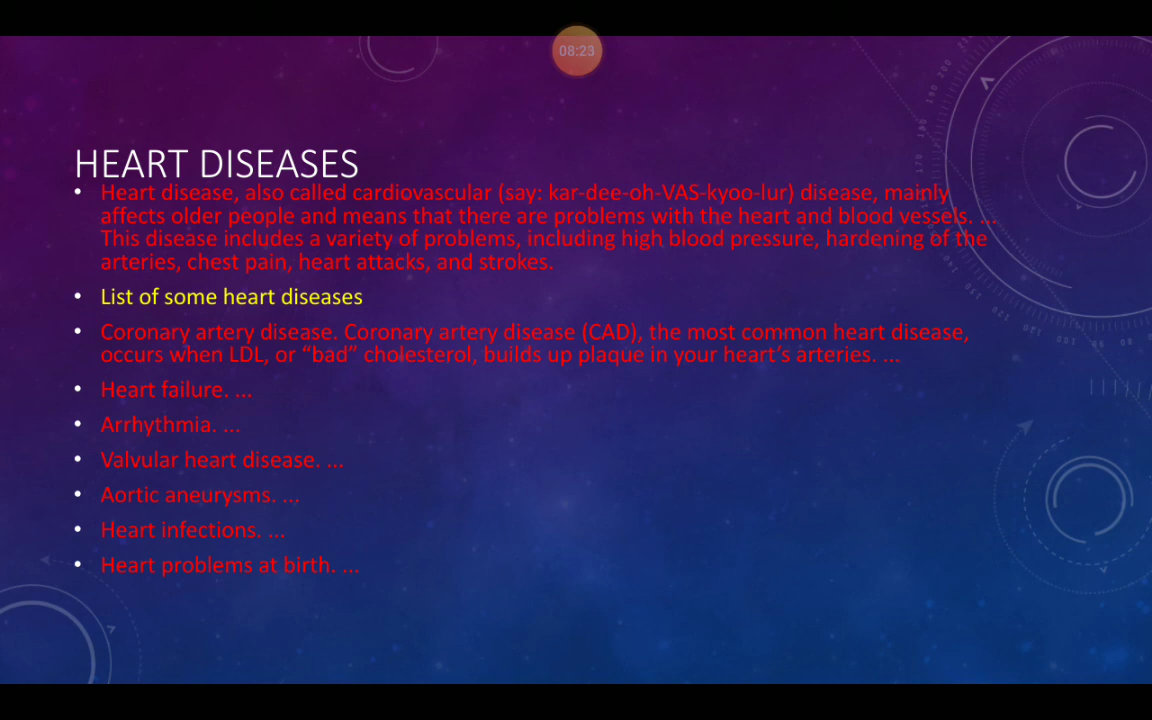 08:23
HEART DISEASES
• Heart disease, also called cardiovascular (say: kar-dee-oh-VAS-kyoo-lur) disease, mainly
affects older people and means that there are problems with the heart and blood vessels. ...
This disease includes a variety of problems, including high blood pressure, hardening of the
arteries, chest pain, heart attacks, and strokes.
• List of some heart diseases
• Coronary artery disease. Coronary artery disease (CAD), the most common heart disease,
occurs when LDL, or “bad” cholesterol, builds up plaque in your heart’s arteries. ...
• Heart failure. ...
• Arrhythmia. ...
• Valvular heart disease. ...
• Aortic aneurysms. ...
• Heart infections. ...
• Heart problems at birth. ...